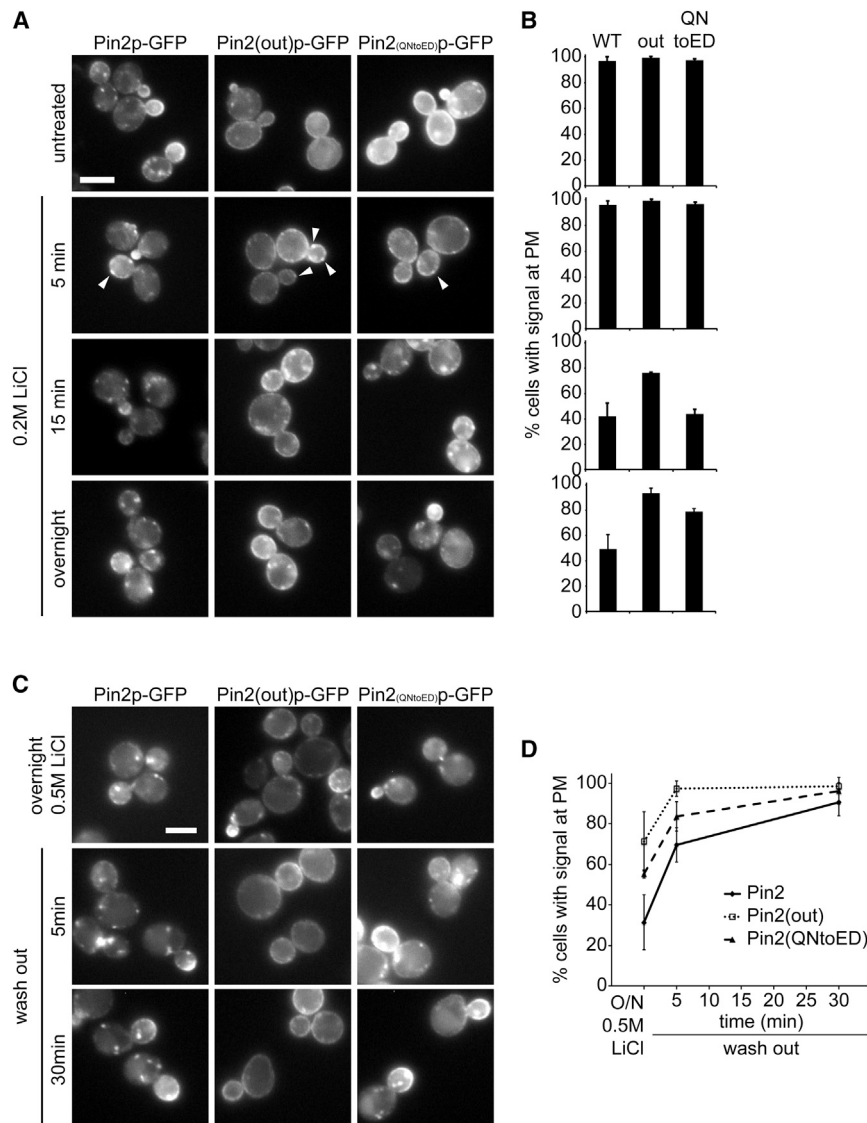 A
Pin2p-GFP Pin2(out)p-GFP Pin2(QNtoED)p-GFP
untreated
0.2M LiCl
5 min
15 min
overnight
B
QN
WT out toED
% cells with signal at PM
100
80
60
40
20
0
100
80
60
40
20
0
100
80
60
40
20
0
100
80
60
40
20
0
C
Pin2p-GFP Pin2(out)p-GFP Pin2(QNtoED)p-GFP
overnight
0.5M LiCl
wash out
5min
30min
D
% cells with signal at PM
100
80
60
40
20
0
Pin2
Pin2(out)
Pin2(QNtoED)
O/N 5 10 15 20 25 30
0.5M time (min)
LiCl wash out